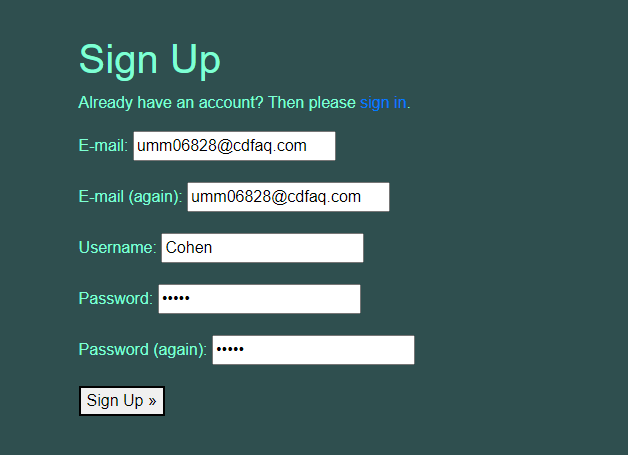 Sign Up
Already have an account? Then please sign in.
E-mail: umm06828@cdfaq.com
E-mail (again): umm06828@cdfaq.com
Username: Cohen
Password: •••••
Password (again): •••••
Sign Up »